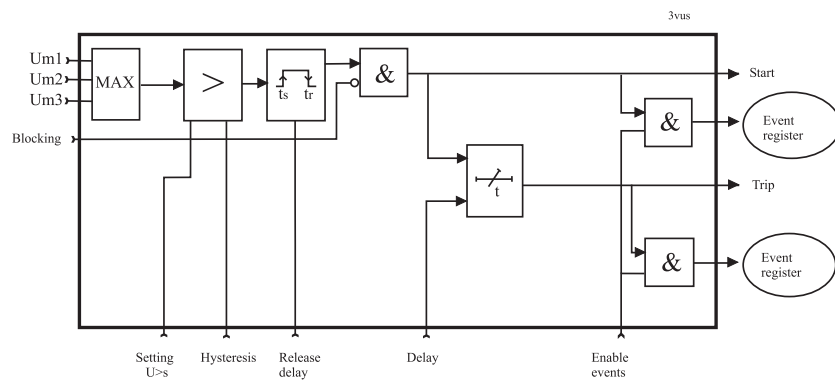 3vus
Um1
Um2
Um3
MAX
>
ts tr
&
Start
Blocking
&
Event
register
t
Trip
&
Event
register
Setting
U>s
Hysteresis
Release
delay
Delay
Enable
events